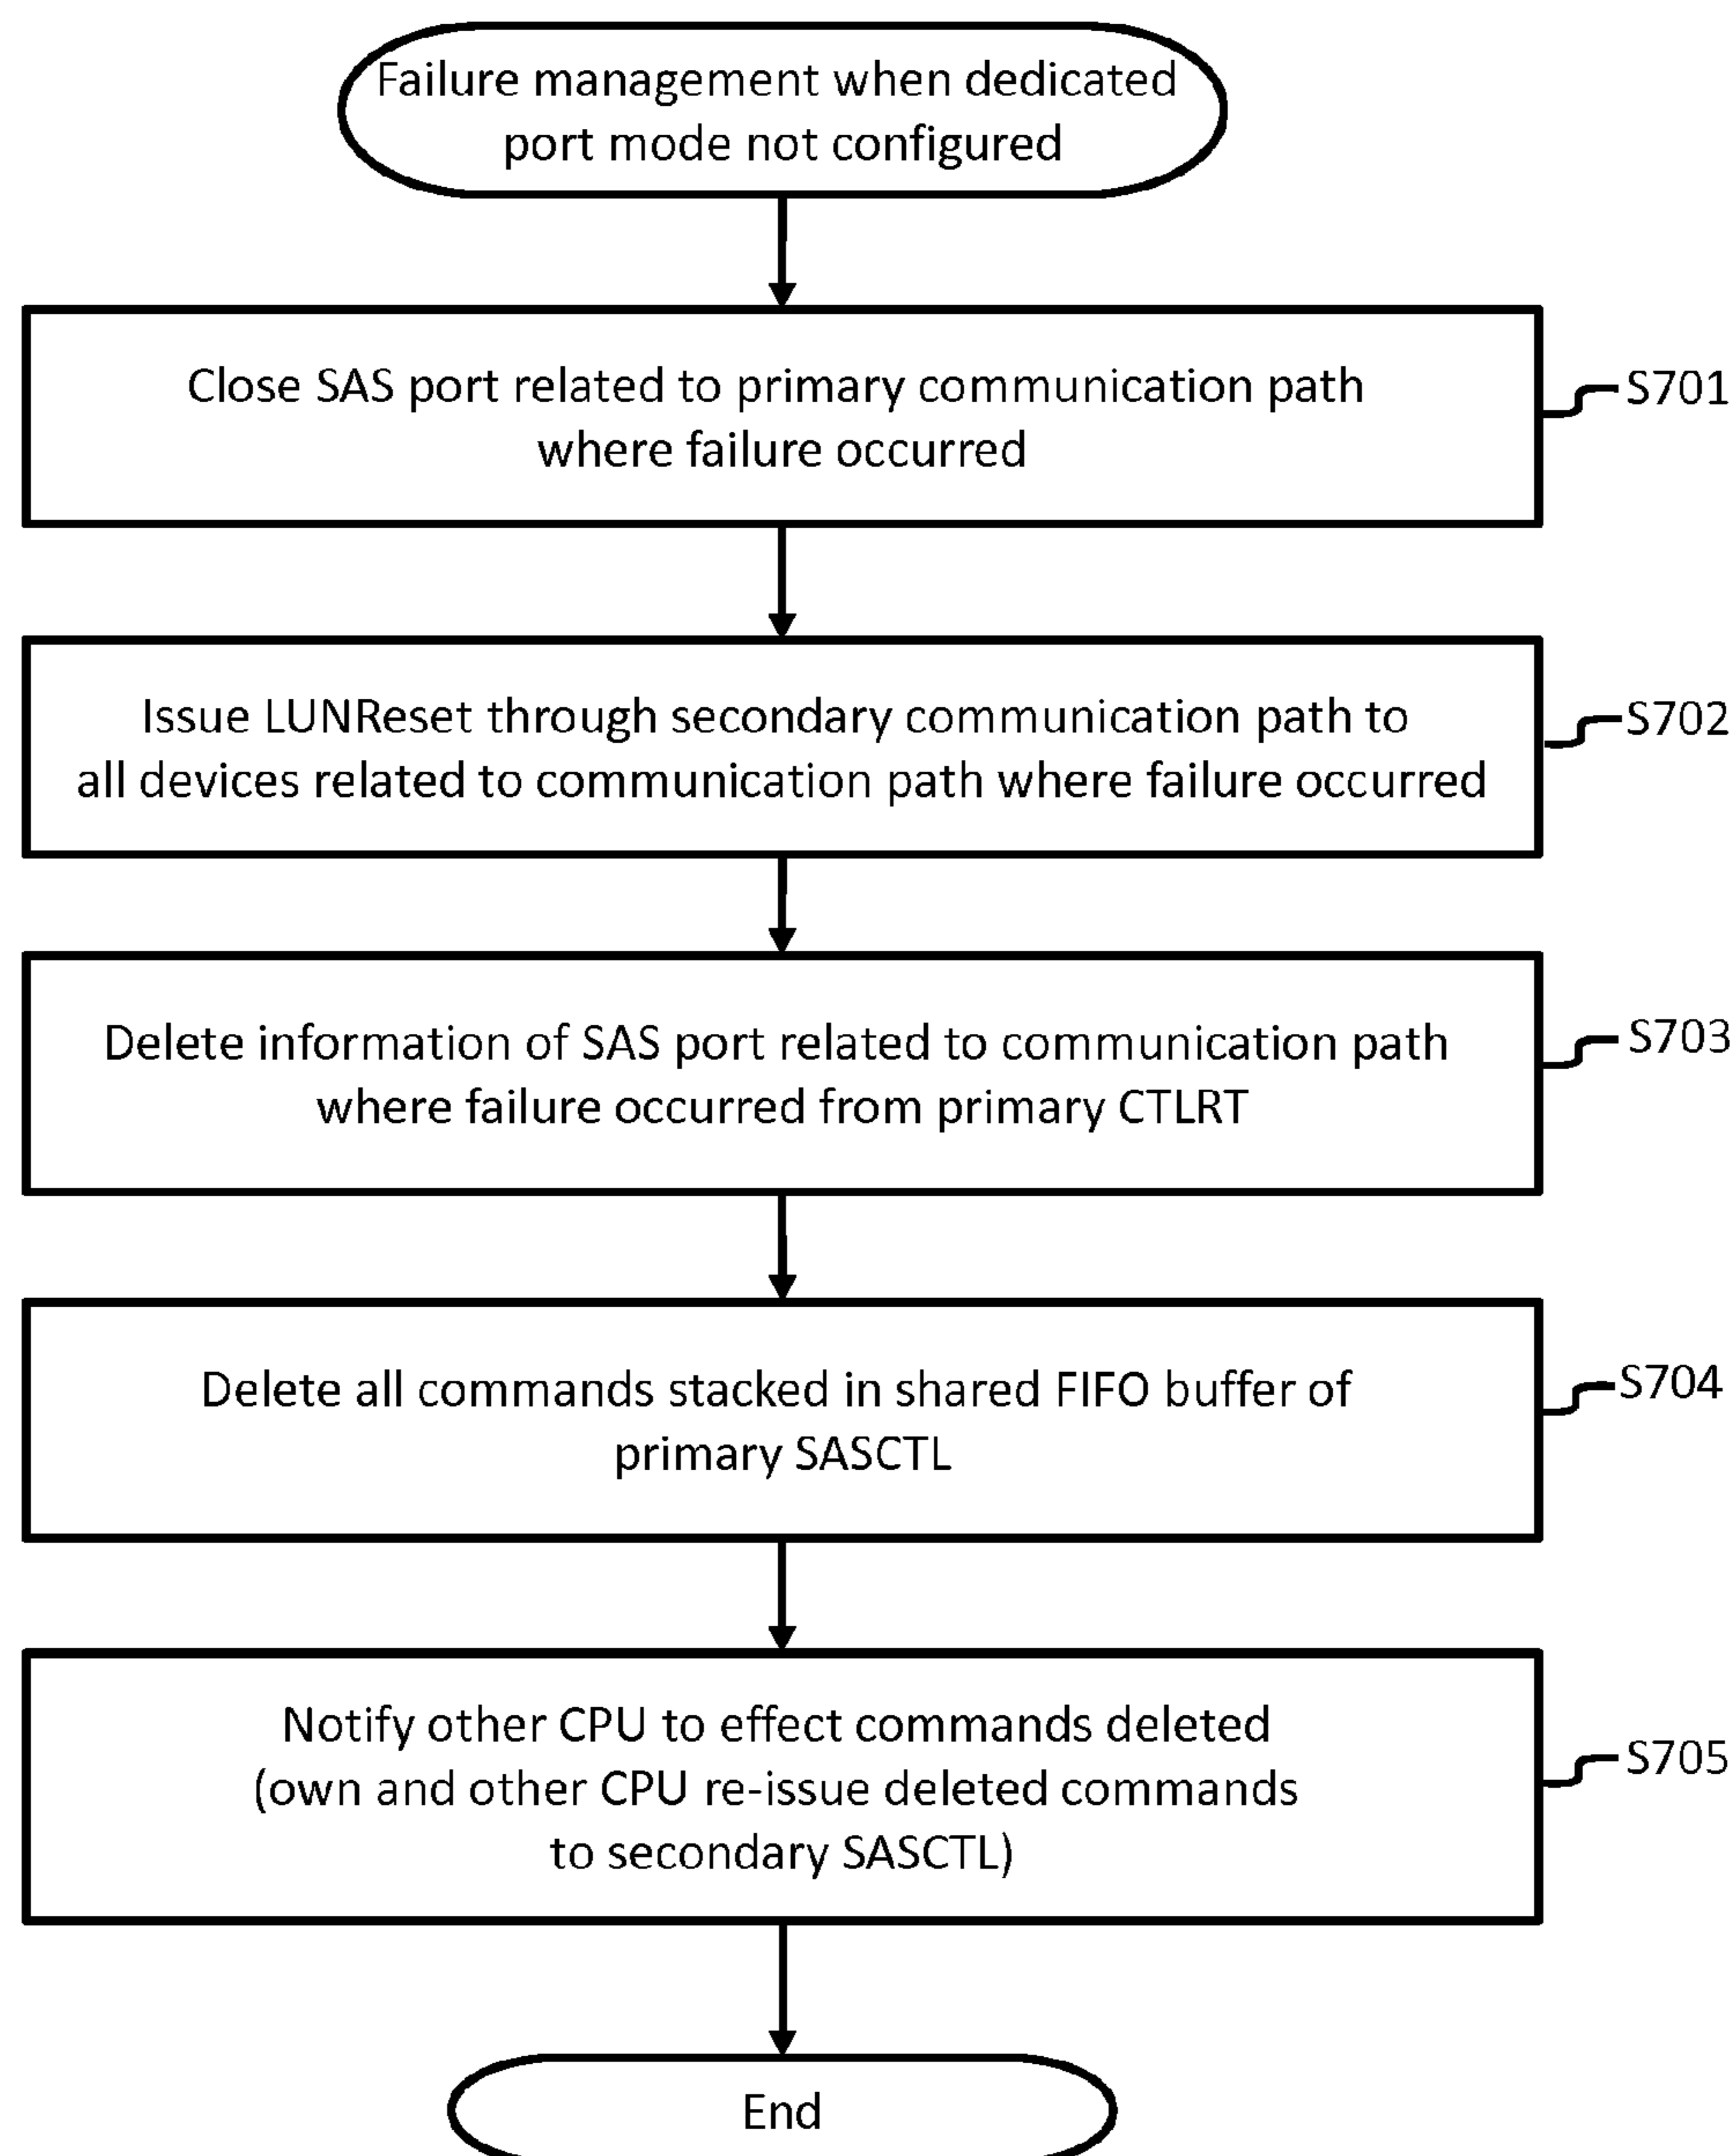 Failure management when dedicated
port mode not configured
Close SAS port related to primary communication path
where failure occurred
S701
Issue LUNReset through secondary communication path to
all devices related to communication path where failure occurred
S702
Delete information of SAS port related to communication path
where failure occurred from primary CTLRT
S703
Delete all commands stacked in shared FIFO buffer of
primary SASCTL
S704
Notify other CPU to effect commands deleted
(own and other CPU re-issue deleted commands
to secondary SASCTL)
S705
End